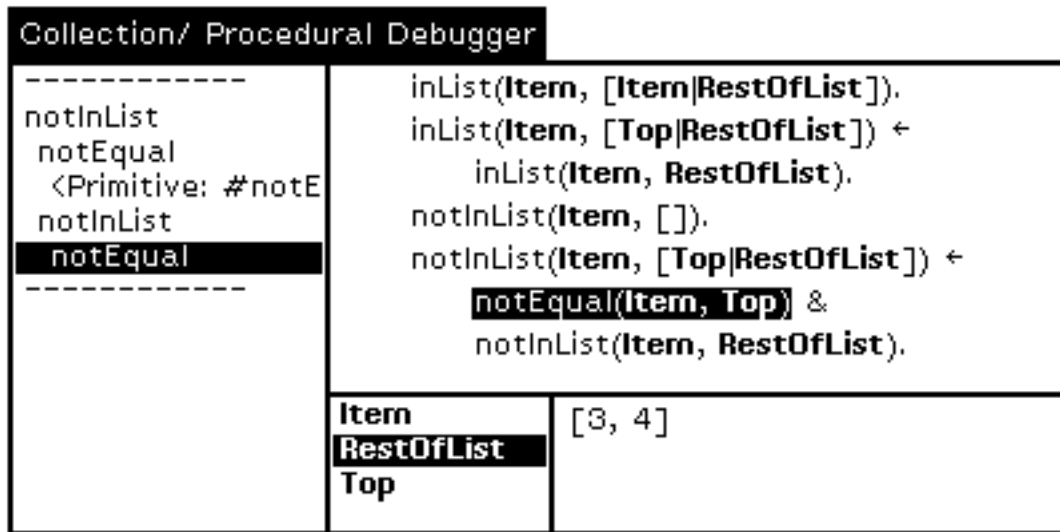 Collection/ Procedural Debugger
------------
notInList
notEqual
<Primitive: #notE
notInList
notEqual
------------
inList(Item, [Item|RestOfList]).
inList(Item, [Top|RestOfList]) ←
inList(Item, RestOfList).
notInList(Item, []).
notInList(Item, [Top|RestOfList]) ←
notEqual(Item, Top) &
notInList(Item, RestOfList).
Item
RestOfList
Top
[3, 4]